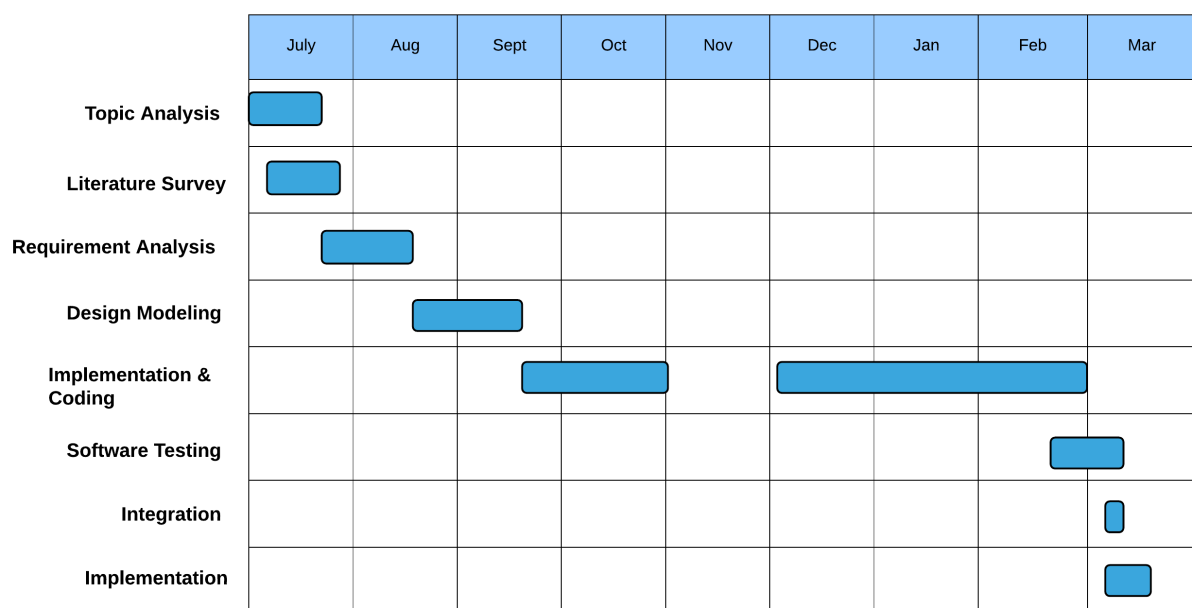 July Aug Sept Oct Nov Dec Jan Feb Mar
Topic Analysis
Literature Survey
Requirement Analysis
Design Modeling
Implementation &
Coding
Software Testing
Integration
Implementation